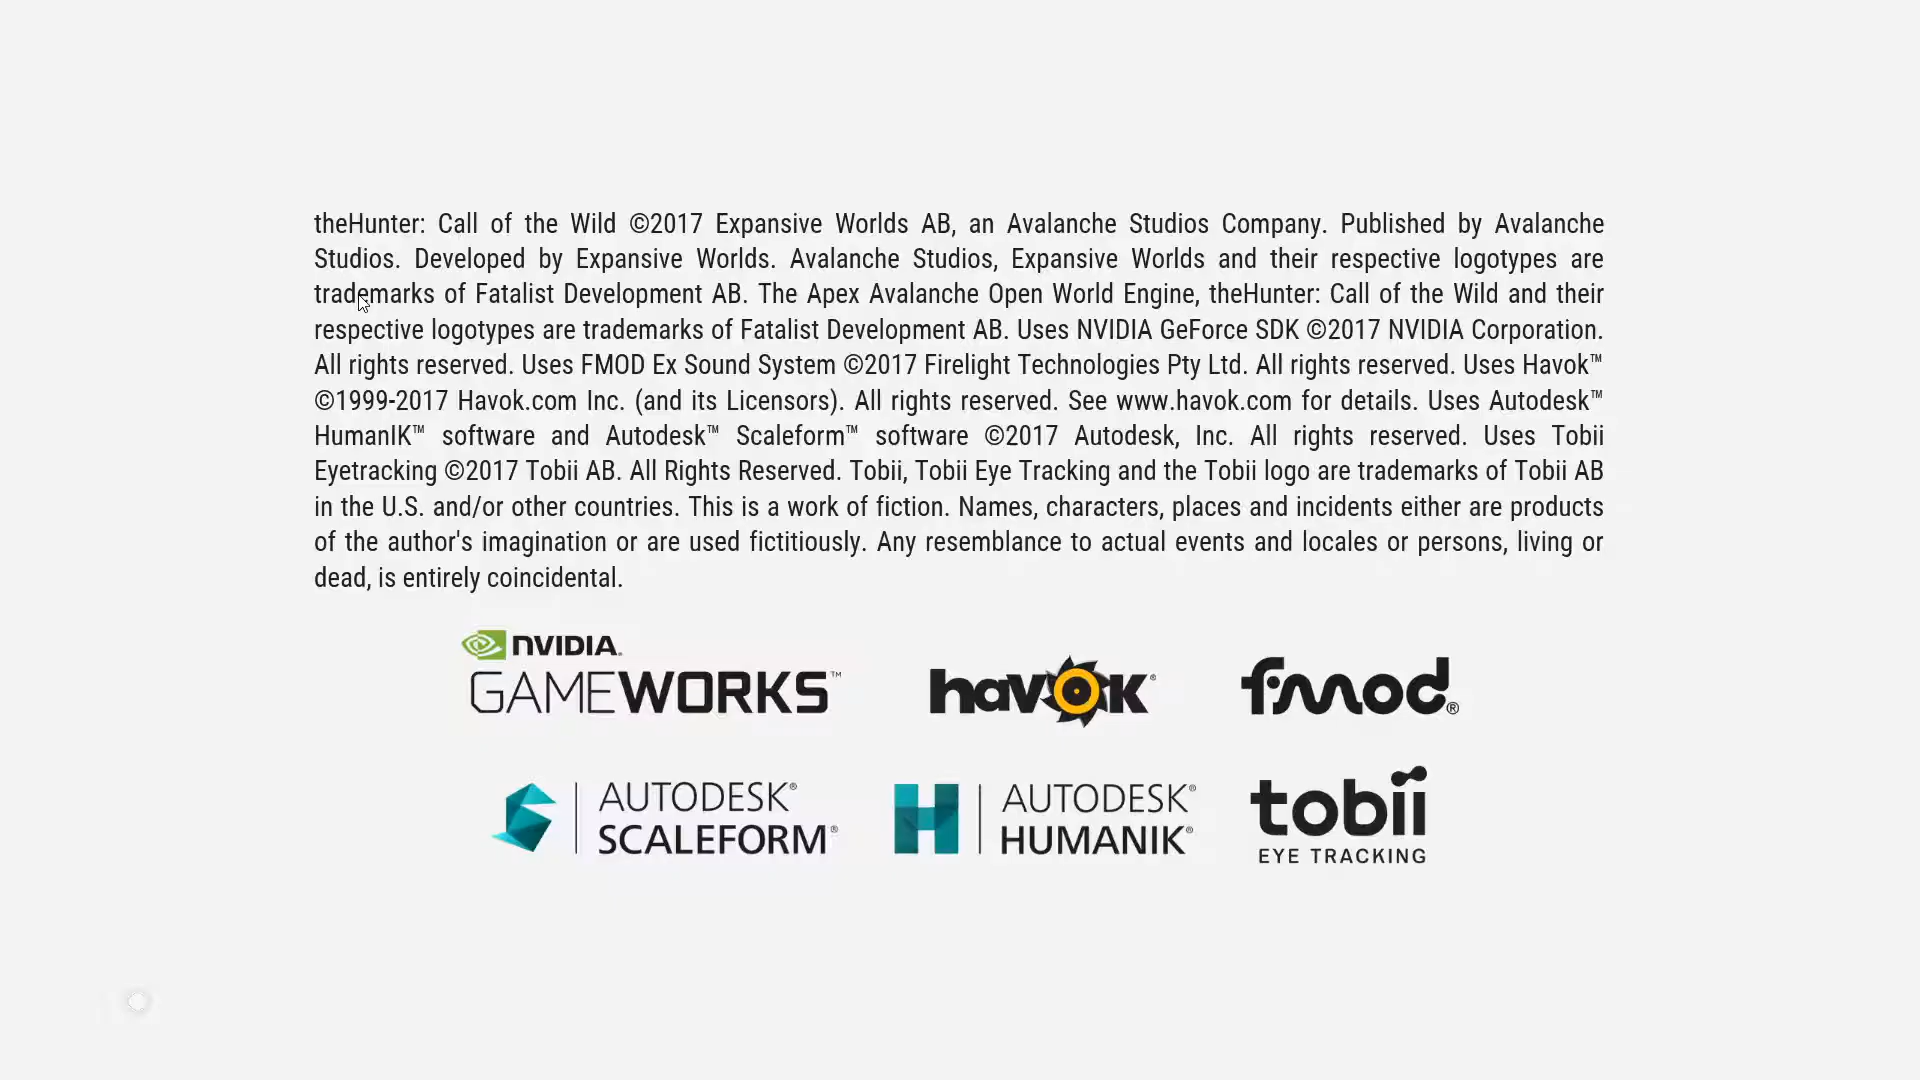 theHunter: Call of the Wild ©2017 Expansive Worlds AB, an Avalanche Studios Company. Published by Avalanche
Studios. Developed by Expansive Worlds. Avalanche Studios, Expansive Worlds and their respective logotypes are
trademarks of Fatalist Development AB. The Apex Avalanche Open World Engine, theHunter: Call of the Wild and their
respective logotypes are trademarks of Fatalist Development AB. Uses NVIDIA GeForce SDK ©2017 NVIDIA Corporation.
All rights reserved. Uses FMOD Ex Sound System ©2017 Firelight Technologies Pty Ltd. All rights reserved. Uses Havok™
©1999-2017 Havok.com Inc. (and its Licensors). All rights reserved. See www.havok.com for details. Uses Autodesk™
HumanIK™ software and Autodesk™ Scaleform™ software ©2017 Autodesk, Inc. All rights reserved. Uses Tobii
Eyetracking ©2017 Tobii AB. All Rights Reserved. Tobii, Tobii Eye Tracking and the Tobii logo are trademarks of Tobii AB
in the U.S. and/or other countries. This is a work of fiction. Names, characters, places and incidents either are products
of the author's imagination or are used fictitiously. Any resemblance to actual events and locales or persons, living or
dead, is entirely coincidental.
NVIDIA.
GAMEWORKS™
havok®
fmod®
AUTODESK®
SCALEFORM®
AUTODESK®
HUMANIK®
tobii
EYE TRACKING